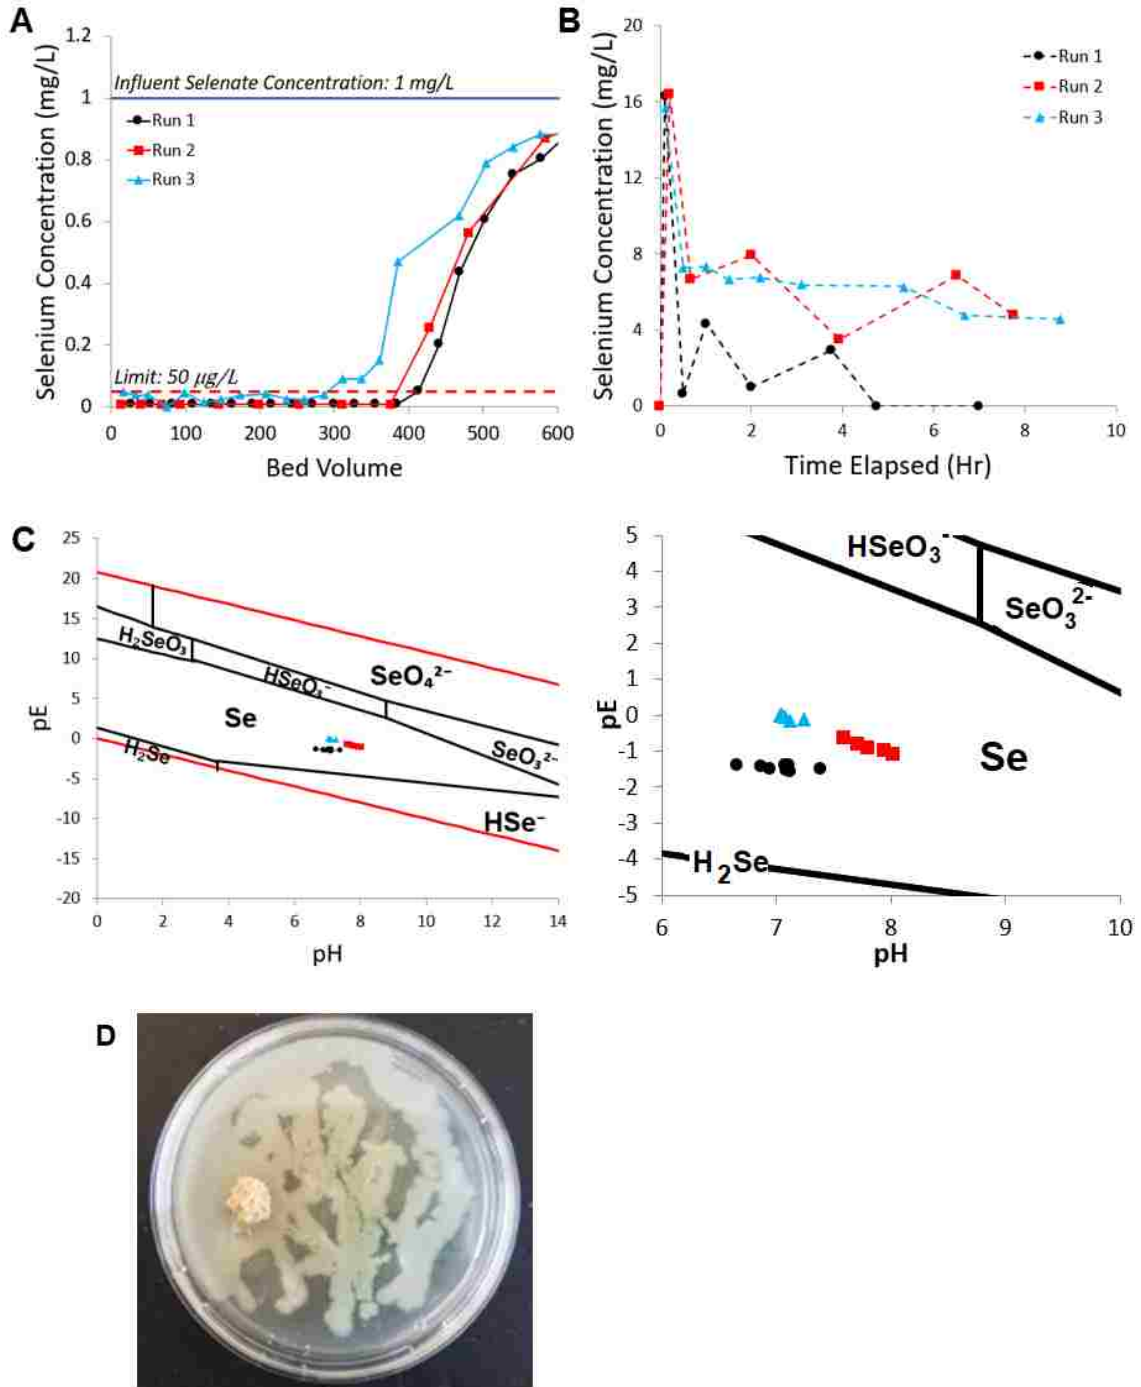 A
Selenium Concentration (mg/L)
1.2
1
0.8
0.6
0.4
0.2
0
Influent Selenate Concentration: 1 mg/L
Run 1
Run 2
Run 3
Limit: 50 µg/L
0 100 200 300 400 500 600
Bed Volume
B
Selenium Concentration (mg/L)
20
16
12
8
4
0
Run 1
Run 2
Run 3
0 2 4 6 8 10
Time Elapsed (Hr)
C
pE
25
20
15
10
5
0
-5
-10
-15
-20
H₂SeO₃
HSeO₃⁻
SeO₄²⁻
Se
SeO₃²⁻
H₂Se
HSe⁻
0 2 4 6 8 10 12 14
pH
pE
5
4
3
2
1
0
-1
-2
-3
-4
-5
HSeO₃⁻
SeO₃²⁻
Se
H₂Se
6 7 8 9 10
pH
D